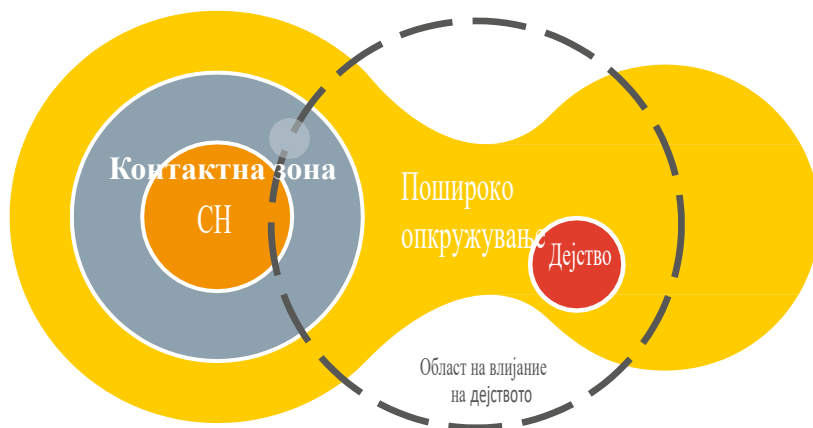 Контактна зона
СН
Пошироко
опкружување
Дејство
Област на влијание
на дејството